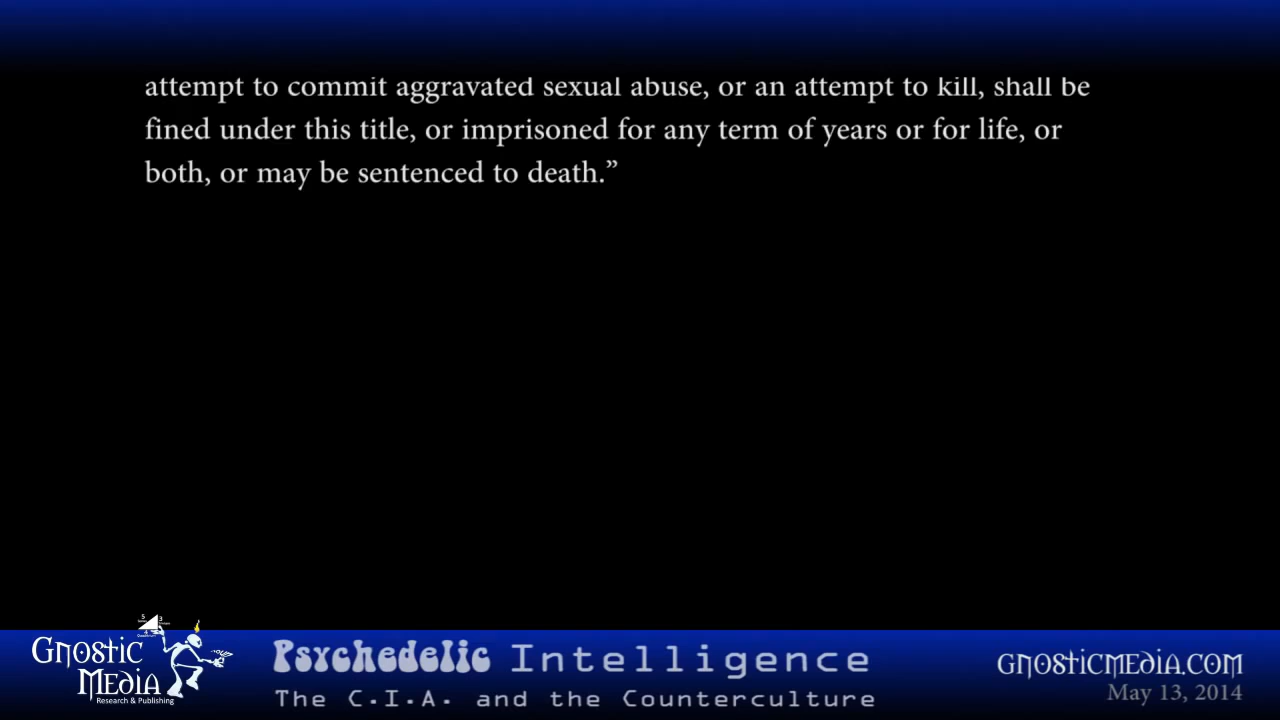 attempt to commit aggravated sexual abuse, or an attempt to kill, shall be
fined under this title, or imprisoned for any term of years or for life, or
both, or may be sentenced to death.”
Gnostic
Media
Research & Publishing
Psychedelic Intelligence
The C.I.A. and the Counterculture
gnosticmedia.com
May 13, 2014